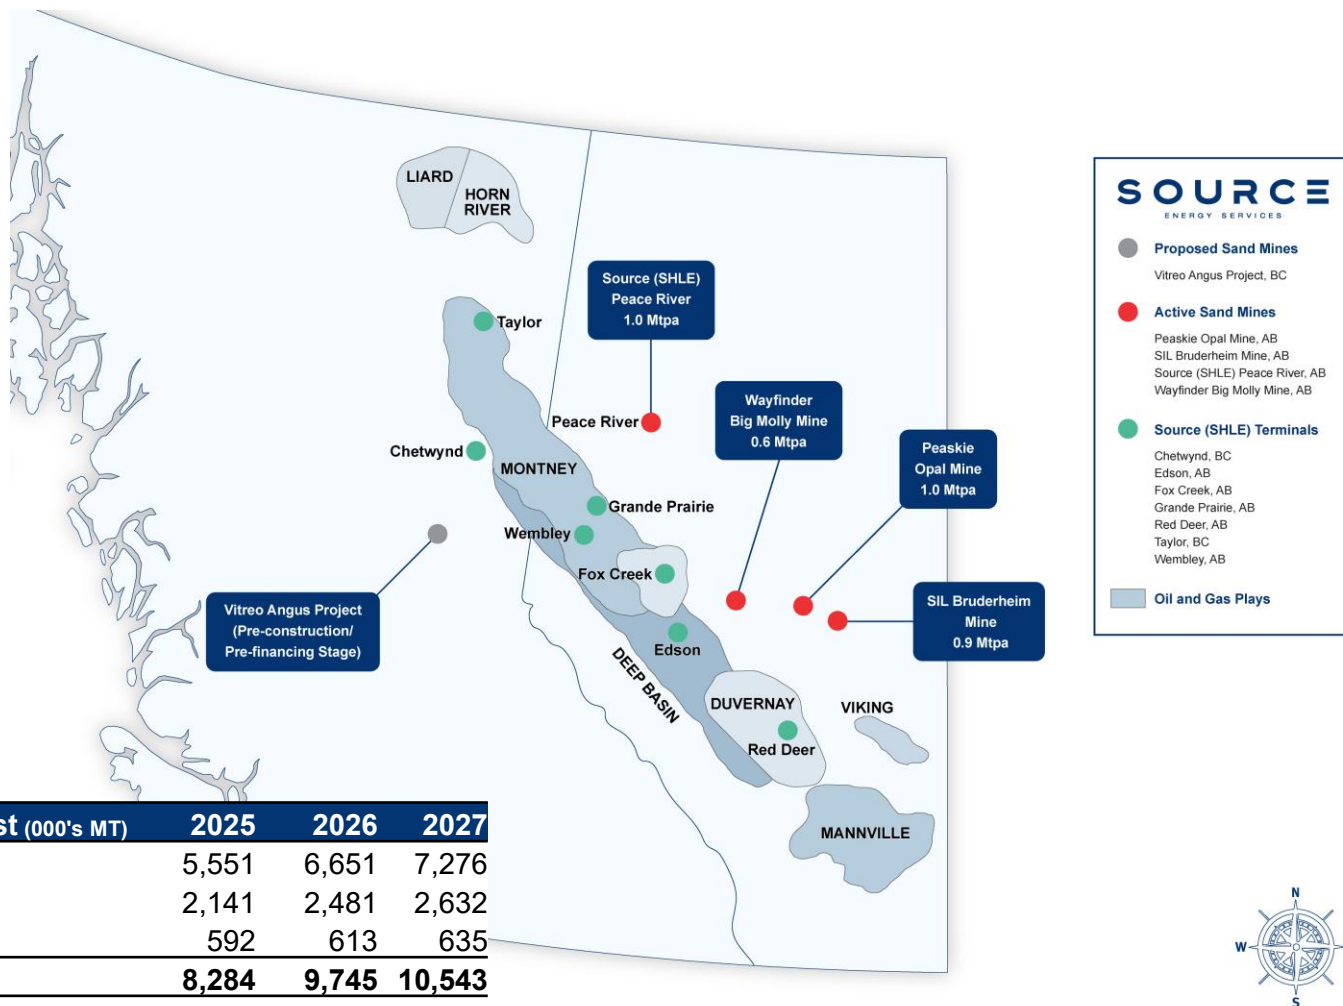 LIARD
HORN
RIVER
Source (SHLE)
Peace River
1.0 Mtpa
Taylor
Peace River
Wayfinder
Big Molly Mine
0.6 Mtpa
Chetwynd
MONTNEY
Peaskie
Opal Mine
1.0 Mtpa
Grande Prairie
Wembley
Fox Creek
Vitreo Angus Project
(Pre-construction/
Pre-financing Stage)
SIL Bruderheim
Mine
0.9 Mtpa
Edson
DEEP BASIN
DUVERNAY
VIKING
Red Deer
MANNVILLE
SOURCE
ENERGY SERVICES
Proposed Sand Mines
Vitreo Angus Project, BC
Active Sand Mines
Peaskie Opal Mine, AB
SIL Bruderheim Mine, AB
Source (SHLE) Peace River, AB
Wayfinder Big Molly Mine, AB
Source (SHLE) Terminals
Chetwynd, BC
Edson, AB
Fox Creek, AB
Grande Prairie, AB
Red Deer, AB
Taylor, BC
Wembley, AB
Oil and Gas Plays
(000's MT) 2025 2026 2027
5,551 6,651 7,276
2,141 2,481 2,632
592 613 635
8,284 9,745 10,543
N
W
S